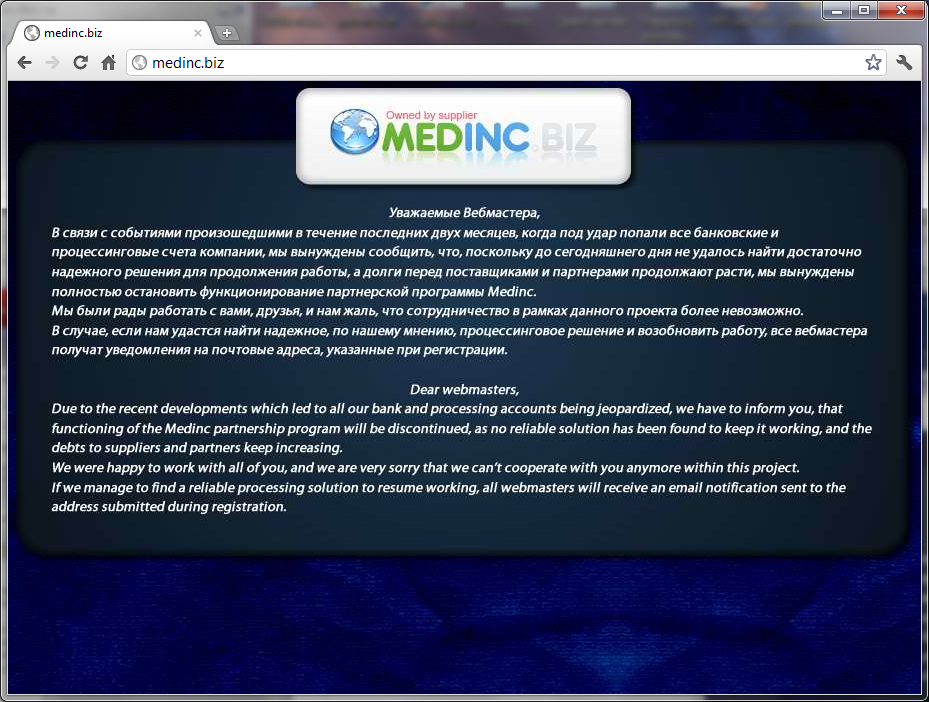 medinc.biz
medinc.biz
Owned by supplier
MEDINC.BIZ
Уважаемые Вебмастера,
В связи с событиями произошедшими в течение последних двух месяцев, когда под удар попали все банковские и
процессинговые счета компании, мы вынуждены сообщить, что, поскольку до сегодняшнего дня не удалось найти достаточно
надежного решения для продолжения работы, а долги перед поставщиками и партнерами продолжают расти, мы вынуждены
полностью остановить функционирование партнерской программы Medinc.
Мы были рады работать с вами, друзья, и нам жаль, что сотрудничество в рамках данного проекта более невозможно.
В случае, если нам удастся найти надежное, по нашему мнению, процессинговое решение и возобновить работу, все вебмастера
получат уведомления на почтовые адреса, указанные при регистрации.
Dear webmasters,
Due to the recent developments which led to all our bank and processing accounts being jeopardized, we have to inform you, that
functioning of the Medinc partnership program will be discontinued, as no reliable solution has been found to keep it working, and the
debts to suppliers and partners keep increasing.
We were happy to work with all of you, and we are very sorry that we can't cooperate with you anymore within this project.
If we manage to find a reliable processing solution to resume working, all webmasters will receive an email notification sent to the
address submitted during registration.